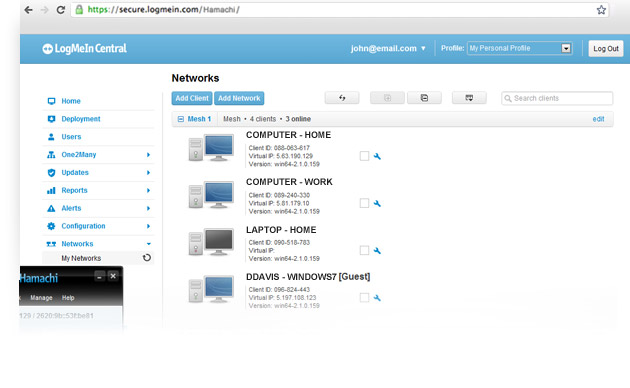 https://secure.logmein.com/Hamachi/
LogMeIn Central
john@email.com
Profile: My Personal Profile
Log Out
Networks
Add Client
Add Network
Search clients
Home
Deployment
Users
One2Many
Updates
Reports
Alerts
Configuration
Networks
My Networks
Mesh 1
Mesh • 4 clients • 3 online
edit
COMPUTER - HOME
Client ID: 088-063-617
Virtual IP: 5.63.190.129
Version: win64-2.1.0.159
COMPUTER - WORK
Client ID: 089-240-330
Virtual IP: 5.81.179.10
Version: win64-2.1.0.159
LAPTOP - HOME
Client ID: 090-518-783
Virtual IP:
Version: win64-2.1.0.159
DDAVIS - WINDOWS7 [Guest]
Client ID: 096-824-443
Virtual IP: 5.197.188.123
Version: win64-2.1.0.159
Hamachi
Manage Help